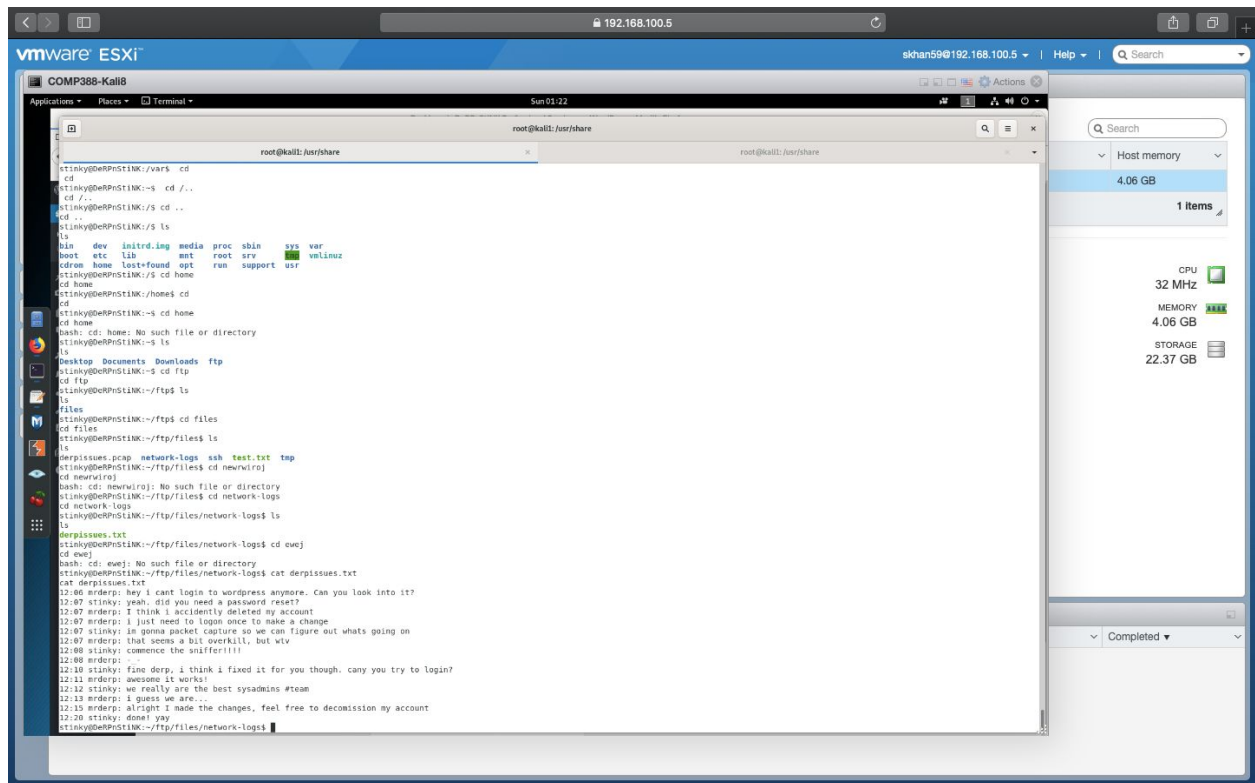 192.168.100.5
vmware ESXi
skhan59@192.168.100.5 | Help | Search
COMP388-Kali8
Actions
Applications Places Terminal Sun 01:22 1
root@kali1: /usr/share
root@kali1: /usr/share root@kali1: /usr/share
stinky@DeRPnStiNK:/var$ cd
cd
stinky@DeRPnStiNK:~$ cd /..
cd /..
stinky@DeRPnStiNK:/$ cd ..
cd ..
stinky@DeRPnStiNK:/$ ls
ls
bin dev initrd.img media proc sbin sys var
boot etc lib mnt root srv tmp vmlinuz
cdrom home lost+found opt run support usr
stinky@DeRPnStiNK:/$ cd home
cd home
stinky@DeRPnStiNK:/home$ cd
cd
stinky@DeRPnStiNK:~$ cd home
cd home
bash: cd: home: No such file or directory
stinky@DeRPnStiNK:~$ ls
ls
Desktop Documents Downloads ftp
stinky@DeRPnStiNK:~$ cd ftp
cd ftp
stinky@DeRPnStiNK:~/ftp$ ls
ls
files
stinky@DeRPnStiNK:~/ftp$ cd files
cd files
stinky@DeRPnStiNK:~/ftp/files$ ls
ls
derpissues.pcap network-logs ssh test.txt tmp
stinky@DeRPnStiNK:~/ftp/files$ cd newrwiroj
cd newrwiroj
bash: cd: newrwiroj: No such file or directory
stinky@DeRPnStiNK:~/ftp/files$ cd network-logs
cd network-logs
stinky@DeRPnStiNK:~/ftp/files/network-logs$ ls
ls
derpissues.txt
stinky@DeRPnStiNK:~/ftp/files/network-logs$ cd ewej
cd ewej
bash: cd: ewej: No such file or directory
stinky@DeRPnStiNK:~/ftp/files/network-logs$ cat derpissues.txt
cat derpissues.txt
12:06 mrderp: hey i cant login to wordpress anymore. Can you look into it?
12:07 stinky: yeah. did you need a password reset?
12:07 mrderp: I think i accidently deleted my account
12:07 mrderp: i just need to logon once to make a change
12:07 stinky: im gonna packet capture so we can figure out whats going on
12:07 mrderp: that seems a bit overkill, but wtv
12:08 stinky: commence the sniffer!!!!
12:08 mrderp: -_-
12:10 stinky: fine derp, i think i fixed it for you though. cany you try to login?
12:11 mrderp: awesome it works!
12:12 stinky: we really are the best sysadmins #team
12:13 mrderp: i guess we are...
12:15 mrderp: alright I made the changes, feel free to decomission my account
12:20 stinky: done! yay
stinky@DeRPnStiNK:~/ftp/files/network-logs$
Search
Host memory
4.06 GB
1 items
CPU
32 MHz
MEMORY
4.06 GB
STORAGE
22.37 GB
Completed